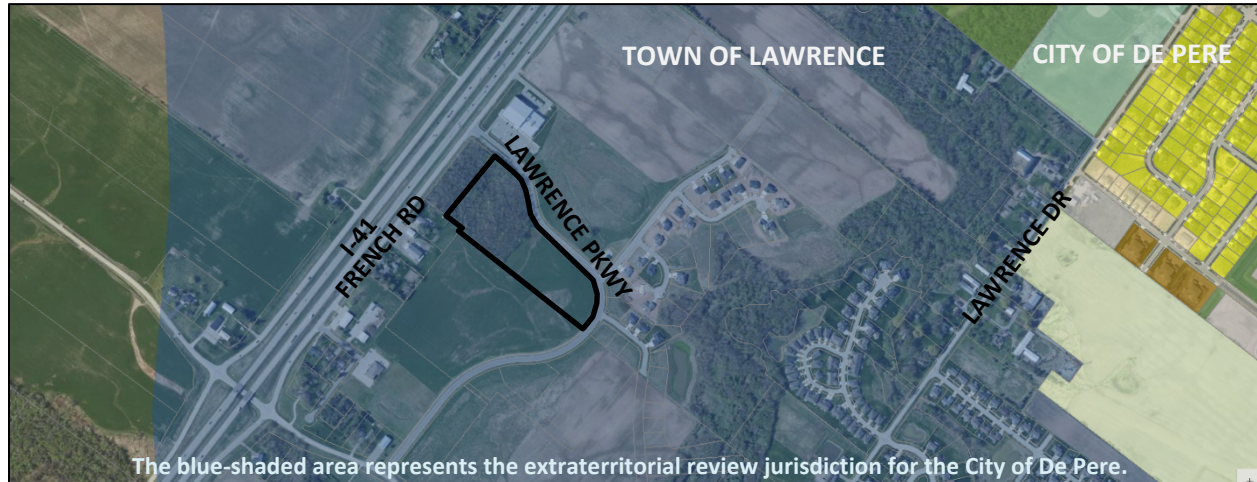 TOWN OF LAWRENCE
CITY OF DE PERE
LAWRENCE PKWY
I-41
FRENCH RD
LAWRENCE DR
The blue-shaded area represents the extraterritorial review jurisdiction for the City of De Pere.